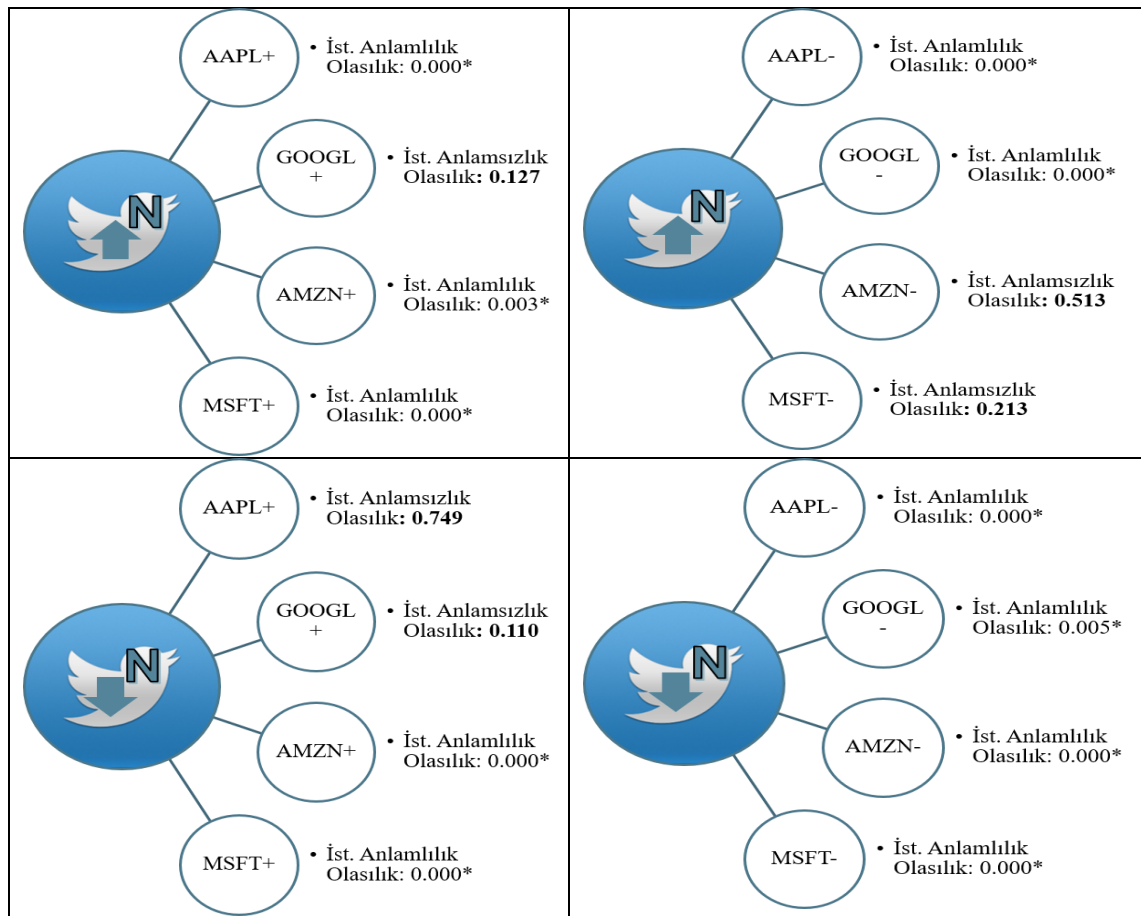 AAPL+
• İst. Anlamlılık
Olasılık: 0.000*
GOOGL
+
• İst. Anlamsızlık
Olasılık: 0.127
N
AMZN+
• İst. Anlamlılık
Olasılık: 0.003*
MSFT+
• İst. Anlamlılık
Olasılık: 0.000*
AAPL-
• İst. Anlamlılık
Olasılık: 0.000*
GOOGL
-
• İst. Anlamlılık
Olasılık: 0.000*
N
AMZN-
• İst. Anlamsızlık
Olasılık: 0.513
MSFT-
• İst. Anlamsızlık
Olasılık: 0.213
AAPL+
• İst. Anlamsızlık
Olasılık: 0.749
GOOGL
+
• İst. Anlamsızlık
Olasılık: 0.110
N
AMZN+
• İst. Anlamlılık
Olasılık: 0.000*
MSFT+
• İst. Anlamlılık
Olasılık: 0.000*
AAPL-
• İst. Anlamlılık
Olasılık: 0.000*
GOOGL
-
• İst. Anlamlılık
Olasılık: 0.005*
N
AMZN-
• İst. Anlamlılık
Olasılık: 0.000*
MSFT-
• İst. Anlamlılık
Olasılık: 0.000*